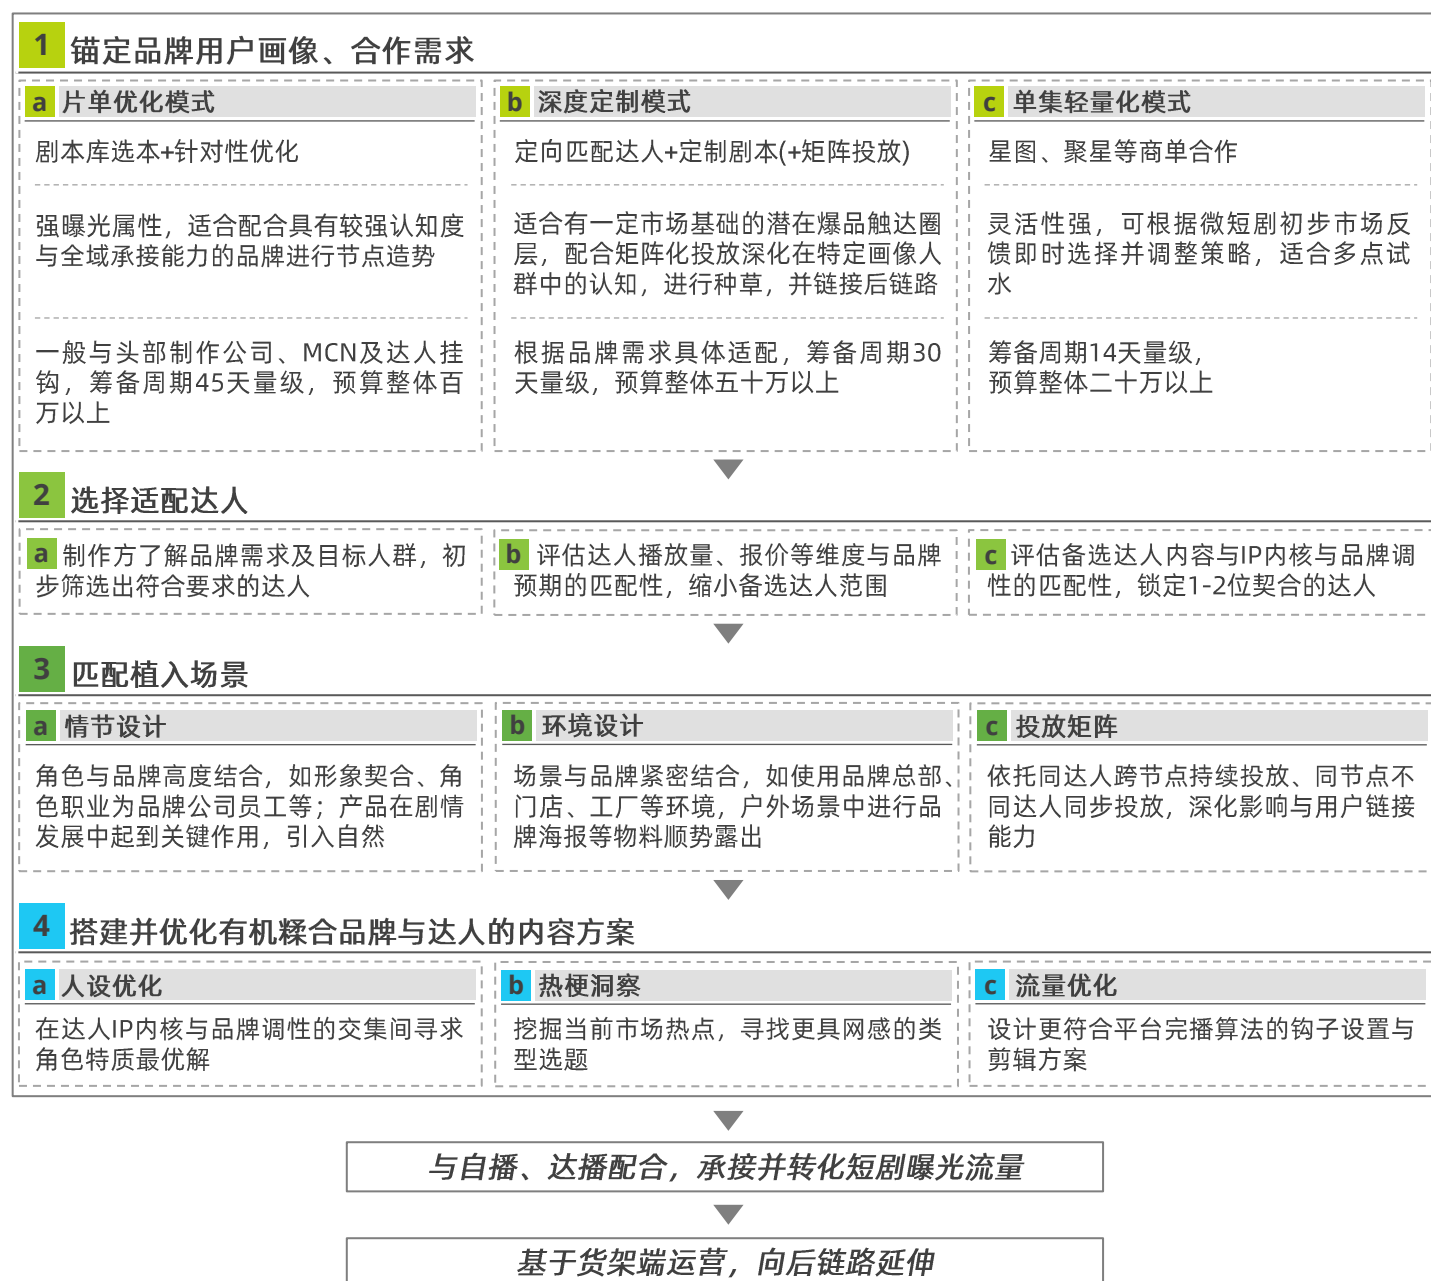 1 锚定品牌用户画像、合作需求
a 片单优化模式
剧本库选本+针对性优化
强曝光属性，适合配合具有较强认知度
与全域承接能力的品牌进行节点造势
一般与头部制作公司、MCN及达人挂
钩，筹备周期45天量级，预算整体百
万以上
b 深度定制模式
定向匹配达人+定制剧本(+矩阵投放)
适合有一定市场基础的潜在爆品触达圈
层，配合矩阵化投放深化在特定画像人
群中的认知，进行种草，并链接后链路
根据品牌需求具体适配，筹备周期30
天量级，预算整体五十万以上
c 单集轻量化模式
星图、聚星等商单合作
灵活性强，可根据微短剧初步市场反
馈即时选择并调整策略，适合多点试
水
筹备周期14天量级，
预算整体二十万以上
2 选择适配达人
a 制作方了解品牌需求及目标人群，初
步筛选出符合要求的达人
b 评估达人播放量、报价等维度与品牌
预期的匹配性，缩小备选达人范围
c 评估备选达人内容与IP内核与品牌调
性的匹配性，锁定1-2位契合的达人
3 匹配植入场景
a 情节设计
角色与品牌高度结合，如形象契合、角
色职业为品牌公司员工等；产品在剧情
发展中起到关键作用，引入自然
b 环境设计
场景与品牌紧密结合，如使用品牌总部、
门店、工厂等环境，户外场景中进行品
牌海报等物料顺势露出
c 投放矩阵
依托同达人跨节点持续投放、同节点不
同达人同步投放，深化影响与用户链接
能力
4 搭建并优化有机糅合品牌与达人的内容方案
a 人设优化
在达人IP内核与品牌调性的交集间寻求
角色特质最优解
b 热梗洞察
挖掘当前市场热点，寻找更具网感的类
型选题
c 流量优化
设计更符合平台完播算法的钩子设置与
剪辑方案
与自播、达播配合，承接并转化短剧曝光流量
基于货架端运营，向后链路延伸